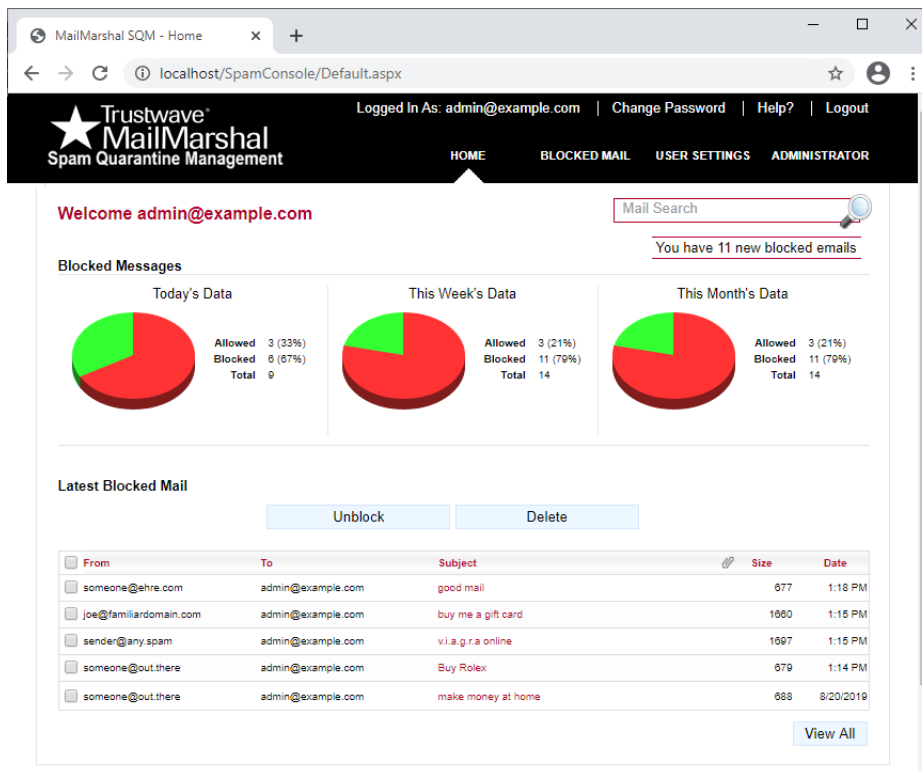 MailMarshal SQM - Home
localhost/SpamConsole/Default.aspx
Trustwave®
MailMarshal
Spam Quarantine Management
Logged In As: admin@example.com | Change Password | Help? | Logout
HOME BLOCKED MAIL USER SETTINGS ADMINISTRATOR
Welcome admin@example.com
Mail Search
You have 11 new blocked emails
Blocked Messages
Today's Data
Allowed 3 (33%)
Blocked 6 (67%)
Total 9
This Week's Data
Allowed 3 (21%)
Blocked 11 (79%)
Total 14
This Month's Data
Allowed 3 (21%)
Blocked 11 (79%)
Total 14
Latest Blocked Mail
Unblock Delete
From To Subject Size Date
someone@ehre.com admin@example.com good mail 677 1:18 PM
joe@familiardomain.com admin@example.com buy me a gift card 1660 1:15 PM
sender@any.spam admin@example.com v.i.a.g.r.a online 1697 1:15 PM
someone@out.there admin@example.com Buy Rolex 679 1:14 PM
someone@out.there admin@example.com make money at home 688 8/20/2019
View All